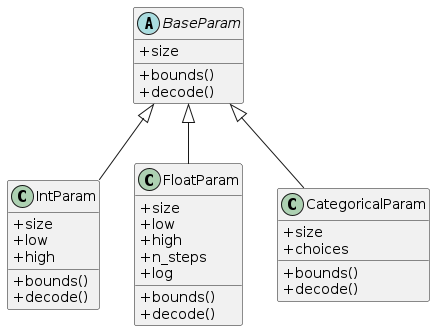 A BaseParam
+size
+bounds()
+decode()
C IntParam
+size
+low
+high
+bounds()
+decode()
C FloatParam
+size
+low
+high
+n_steps
+log
+bounds()
+decode()
C CategoricalParam
+size
+choices
+bounds()
+decode()